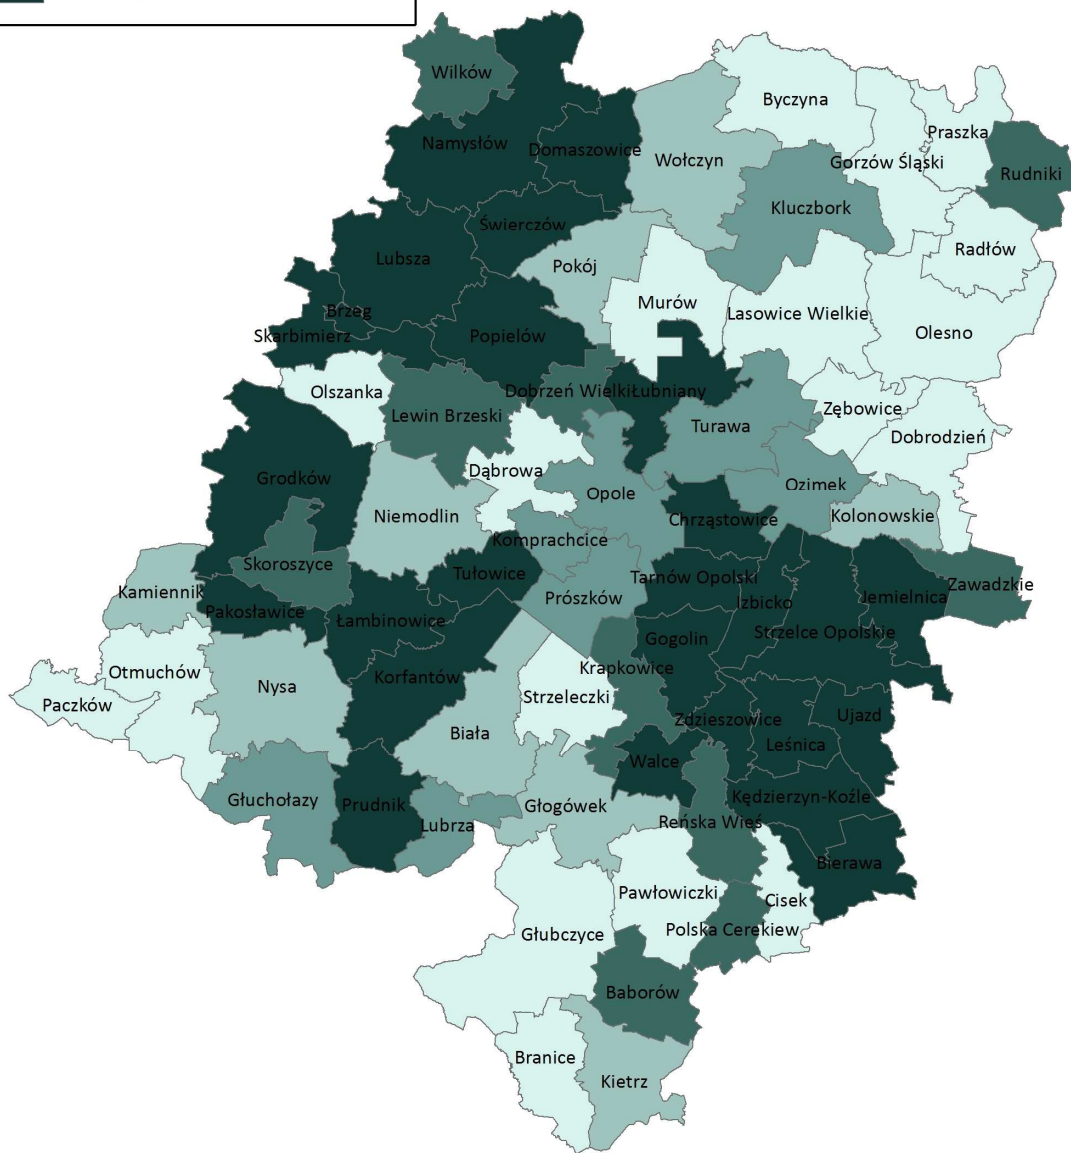 Wilków
Byczyna
Praszka
Namysłów
Domaszowice
Wołczyn
Gorzów Śląski
Rudniki
Kluczbork
Świerczów
Radłów
Lubsza
Pokój
Murów
Brzeg
Lasowice Wielkie
Skarbimierz
Popielów
Olesno
Olszanka
Dobrzeń Wielki
Łubniany
Lewin Brzeski
Zębowice
Turawa
Dobrodzień
Dąbrowa
Grodków
Ozimek
Opole
Niemodlin
Kolonowskie
Chrząstowice
Komprachcice
Skoroszyce
Tułowice
Tarnów Opolski
Zawadzkie
Kamiennik
Prószków
Izbicko
Jemielnica
Pakosławice
Łambinowice
Strzelce Opolskie
Gogolin
Otmuchów
Krapkowice
Korfantów
Nysa
Strzeleczki
Paczków
Zdzieszowice
Ujazd
Biała
Leśnica
Walce
Głuchołazy
Kędzierzyn-Koźle
Prudnik
Głogówek
Lubrza
Reńska Wieś
Bierawa
Pawłowiczki
Cisek
Polska Cerekiew
Głubczyce
Baborów
Branice
Kietrz